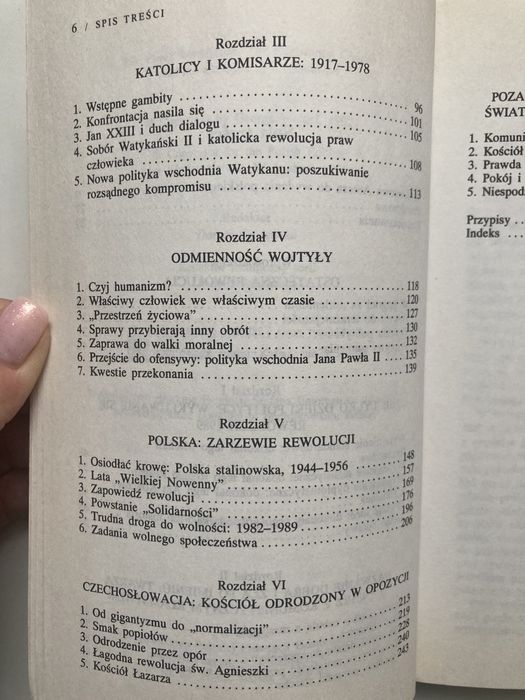 6 / SPIS TREŚCI
Rozdział III
KATOLICY I KOMISARZE: 1917–1978
1. Wstępne gambity . . . . . . . . . . . . . . . . . . . . 96
2. Konfrontacja nasila się . . . . . . . . . . . . . . . . . . . . 101
3. Jan XXIII i duch dialogu . . . . . . . . . . . . . . . . . . . . 105
4. Sobór Watykański II i katolicka rewolucja praw
człowieka . . . . . . . . . . . . . . . . . . . . 108
5. Nowa polityka wschodnia Watykanu: poszukiwanie
rozsądnego kompromisu . . . . . . . . . . . . . . . . . . . . 113
Rozdział IV
ODMIENNOŚĆ WOJTYŁY
1. Czyj humanizm? . . . . . . . . . . . . . . . . . . . . 118
2. Właściwy człowiek we właściwym czasie . . . . . . . . . . 120
3. „Przestrzeń życiowa” . . . . . . . . . . . . . . . . . . . . 127
4. Sprawy przybierają inny obrót . . . . . . . . . . . . . . . . 130
5. Zaprawa do walki moralnej . . . . . . . . . . . . . . . . . . 132
6. Przejście do ofensywy: polityka wschodnia Jana Pawła II . . . . 135
7. Kwestie przekonania . . . . . . . . . . . . . . . . . . . . 139
Rozdział V
POLSKA: ZARZEWIE REWOLUCJI
1. Osiodłać krowę: Polska stalinowska, 1944–1956 . . . . . . . . 148
2. Lata „Wielkiej Nowenny” . . . . . . . . . . . . . . . . . . . . 157
3. Zapowiedź rewolucji . . . . . . . . . . . . . . . . . . . . 169
4. Powstanie „Solidarności” . . . . . . . . . . . . . . . . . . . . 176
5. Trudna droga do wolności: 1982–1989 . . . . . . . . . . . . . 196
6. Zadania wolnego społeczeństwa . . . . . . . . . . . . . . . . 206
Rozdział VI
CZECHOSŁOWACJA: KOŚCIÓŁ ODRODZONY W OPOZYCJI
1. Od gigantyzmu do „normalizacji” . . . . . . . . . . . . . . . . 213
2. Smak popiołów . . . . . . . . . . . . . . . . . . . . 219
3. Odrodzenie przez opór . . . . . . . . . . . . . . . . . . . . 228
4. Łagodna rewolucja św. Agnieszki . . . . . . . . . . . . . . . . 240
5. Kościół Łazarza . . . . . . . . . . . . . . . . . . . . 243
POZA
ŚWIAT
1. Komuni
2. Kościół
3. Prawda
4. Pokój i
5. Niespod
Przypisy . .
Indeks . . .